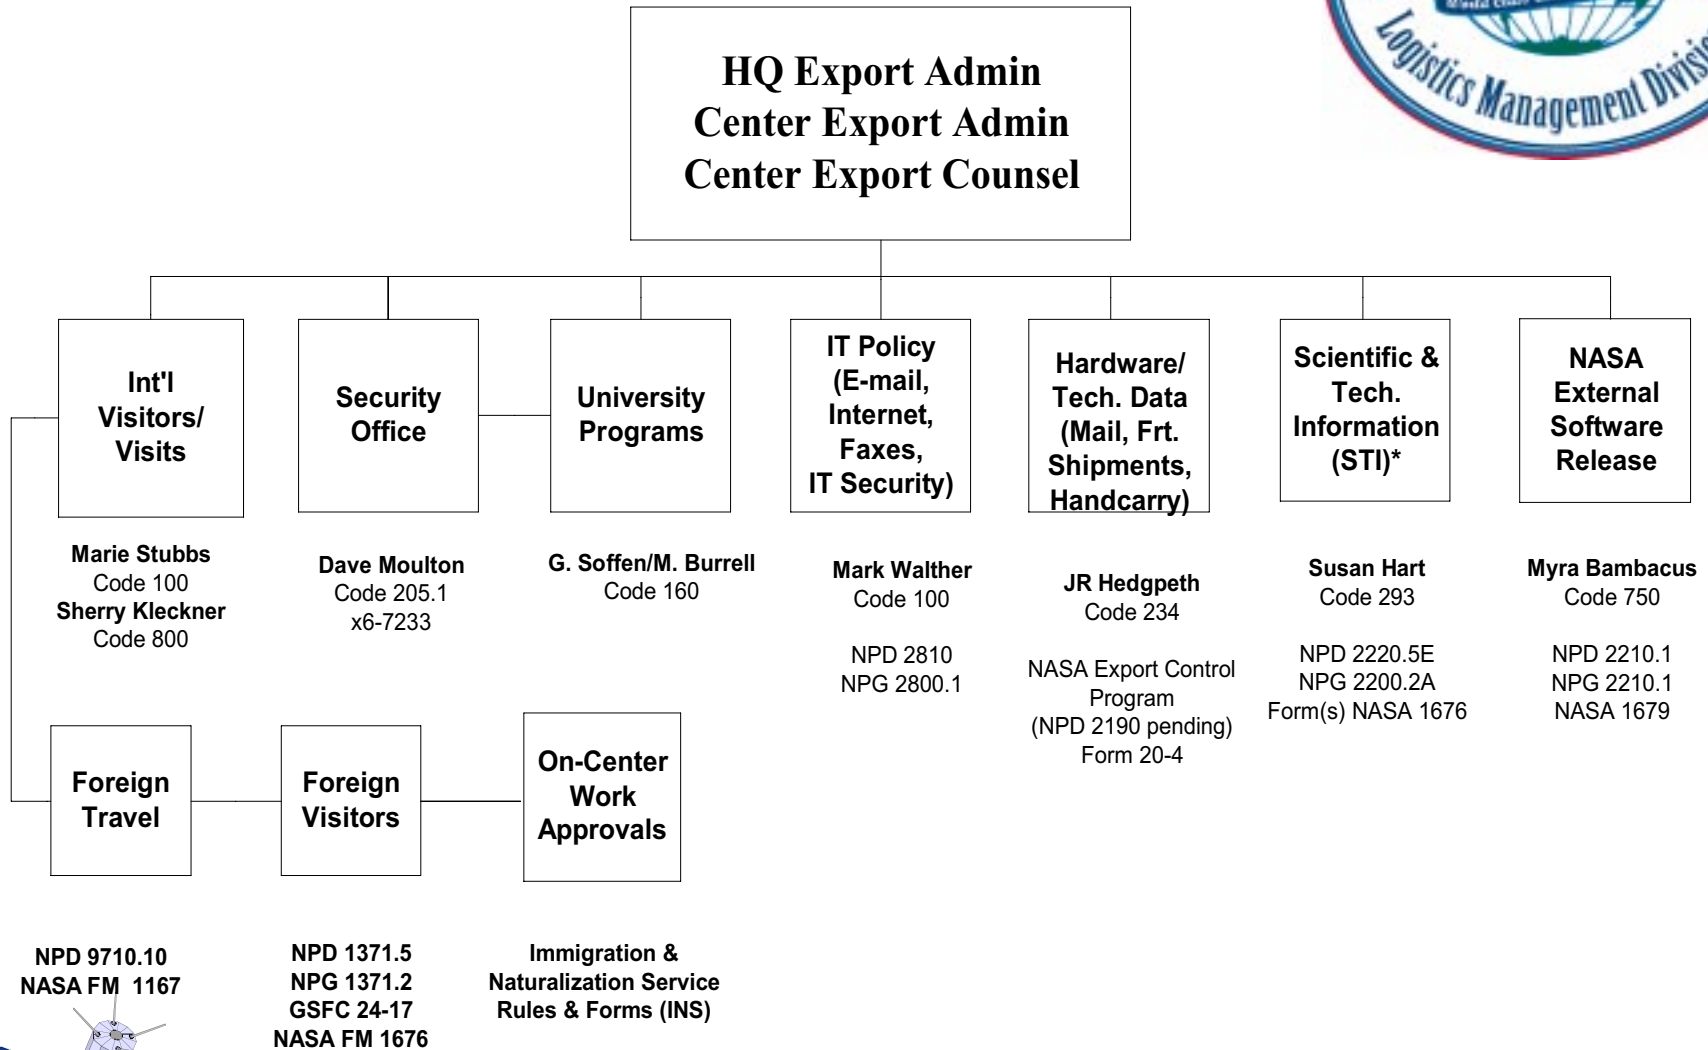 HQ Export Admin
Center Export Admin
Center Export Counsel
Logistics Management
Int'l
Visitors/
Visits
Security
Office
University
Programs
IT Policy
(E-mail,
Internet,
Faxes,
IT Security)
Hardware/
Tech. Data
(Mail, Frt.
Shipments,
Handcarry)
Scientific &
Tech.
Information
(STI)*
NASA
External
Software
Release
Marie Stubbs
Code 100
Sherry Kleckner
Code 800
Dave Moulton
Code 205.1
x6-7233
G. Soffen/M. Burrell
Code 160
Mark Walther
Code 100
NPD 2810
NPG 2800.1
JR Hedgpeth
Code 234
NASA Export Control
Program
(NPD 2190 pending)
Form 20-4
Susan Hart
Code 293
NPD 2220.5E
NPG 2200.2A
Form(s) NASA 1676
Myra Bambacus
Code 750
NPD 2210.1
NPG 2210.1
NASA 1679
Foreign
Travel
Foreign
Visitors
On-Center
Work
Approvals
NPD 9710.10
NASA FM 1167
NPD 1371.5
NPG 1371.2
GSFC 24-17
NASA FM 1676
Immigration &
Naturalization Service
Rules & Forms (INS)